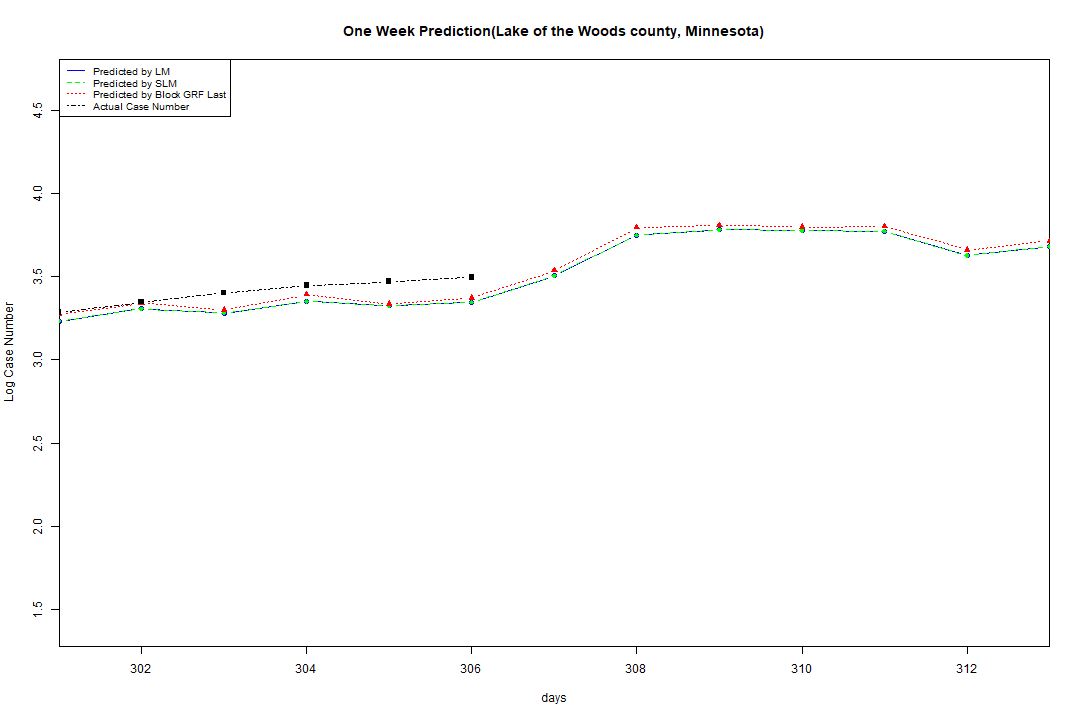 One Week Prediction(Lake of the Woods county, Minnesota)
Predicted by LM
Predicted by SLM
Predicted by Block GRF Last
Actual Case Number
4.5
4.0
3.5
3.0
2.5
2.0
1.5
Log Case Number
302 304 306 308 310 312
days